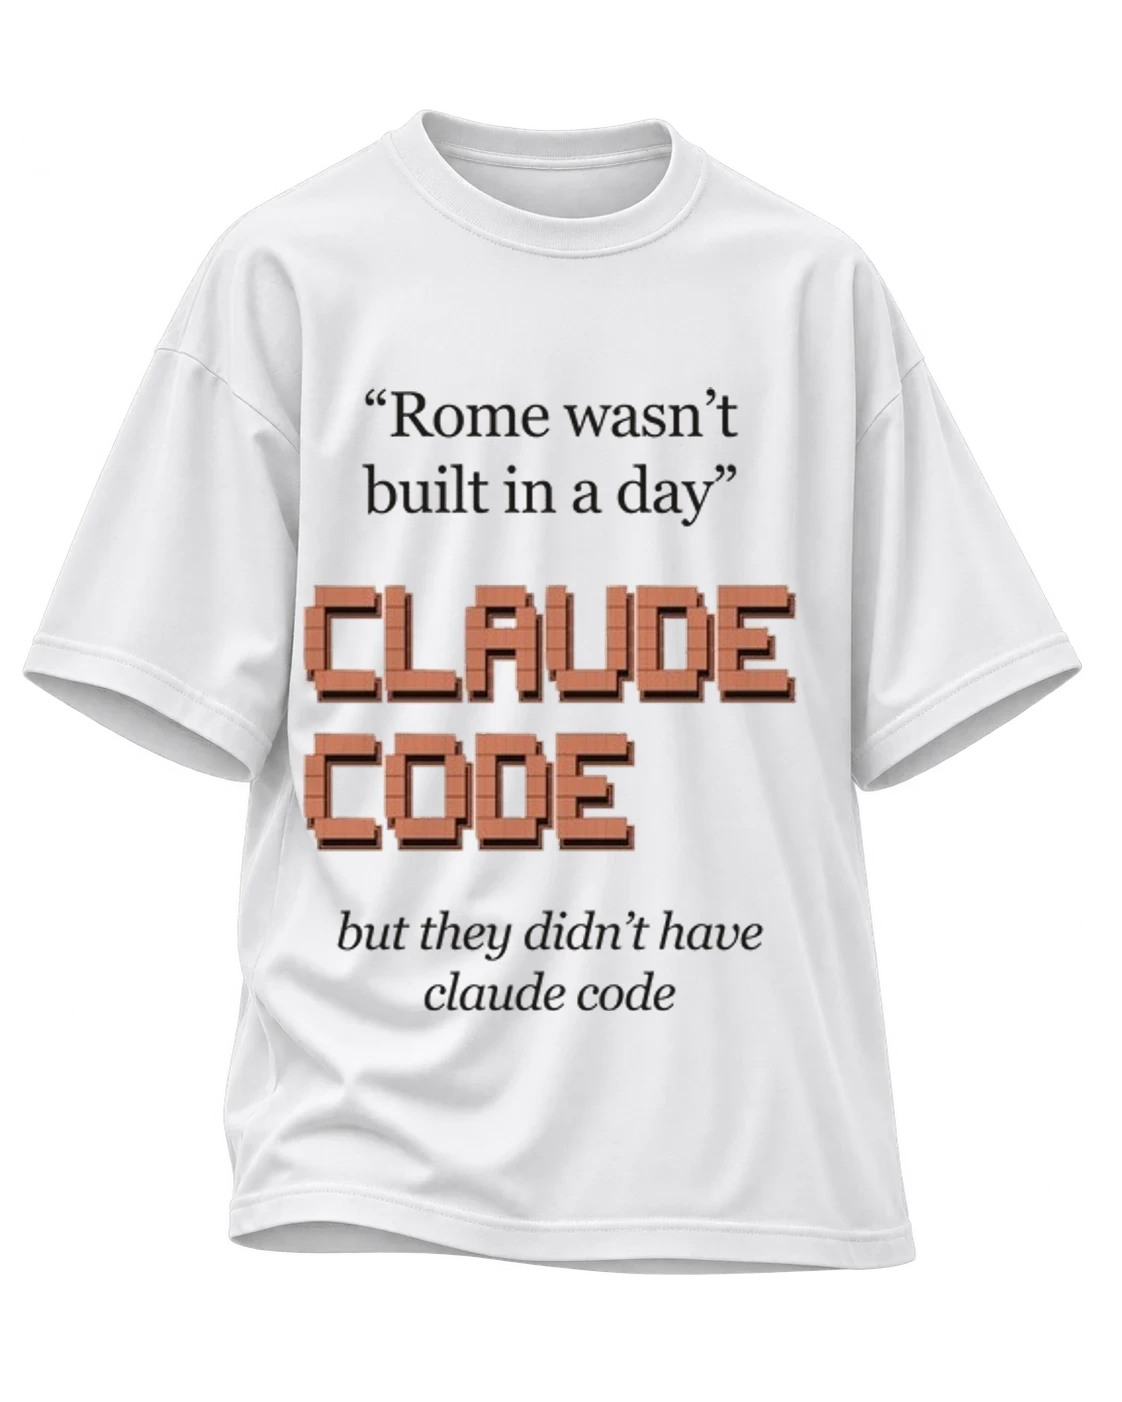 “Rome wasn’t
built in a day”
CLAUDE
CODE
but they didn’t have
claude code